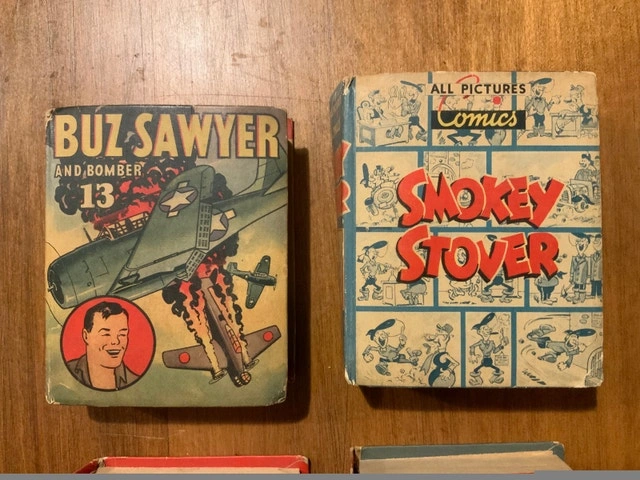 BUZ SAWYER
AND BOMBER
13
ALL PICTURES
Comics
SMOKEY
STOVER